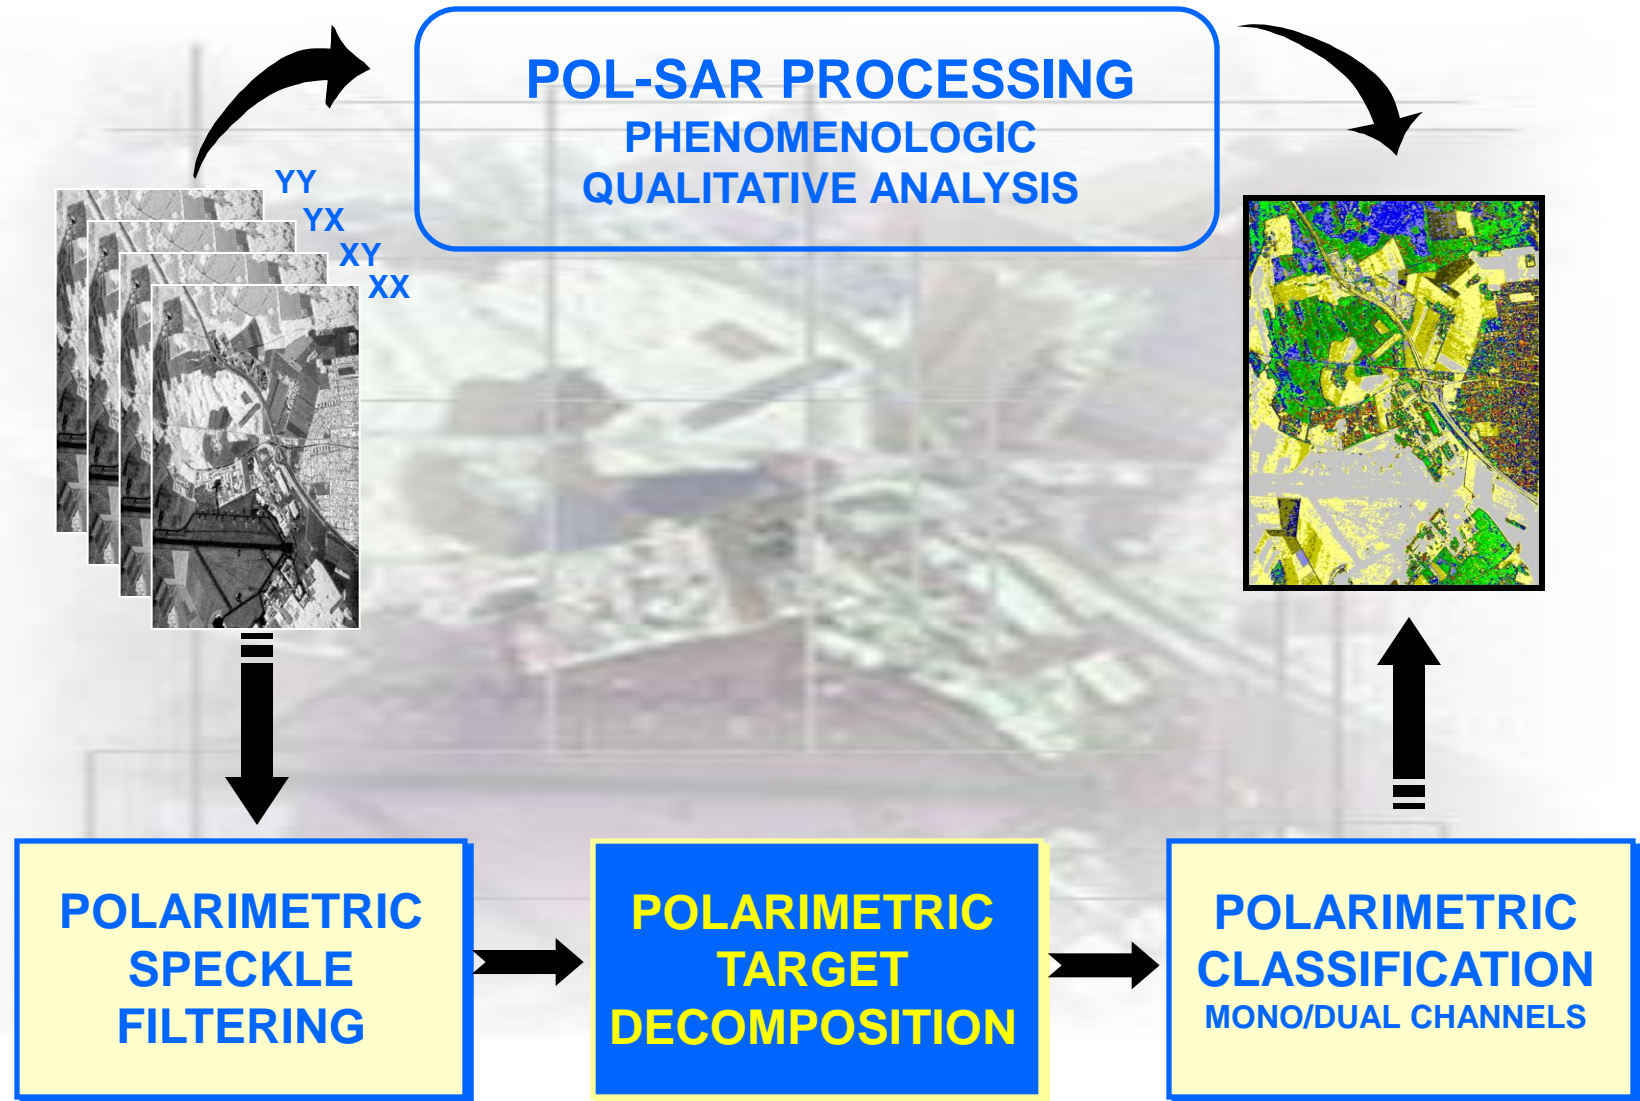 POL-SAR PROCESSING
PHENOMENOLOGIC
QUALITATIVE ANALYSIS
YY
YX
XY
XX
POLARIMETRIC
SPECKLE
FILTERING
POLARIMETRIC
TARGET
DECOMPOSITION
POLARIMETRIC
CLASSIFICATION
MONO/DUAL CHANNELS